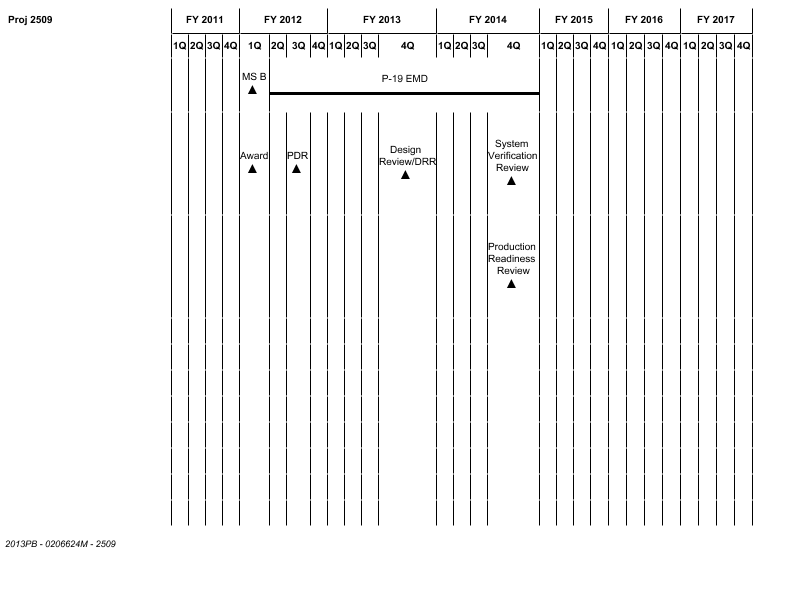 Proj 2509
FY 2011 FY 2012 FY 2013 FY 2014 FY 2015 FY 2016 FY 2017
1Q 2Q 3Q 4Q 1Q 2Q 3Q 4Q 1Q 2Q 3Q 4Q 1Q 2Q 3Q 4Q 1Q 2Q 3Q 4Q 1Q 2Q 3Q 4Q 1Q 2Q 3Q 4Q
MS B
P-19 EMD
Award
PDR
Design
Review/DRR
System
Verification
Review
Production
Readiness
Review
2013PB - 0206624M - 2509